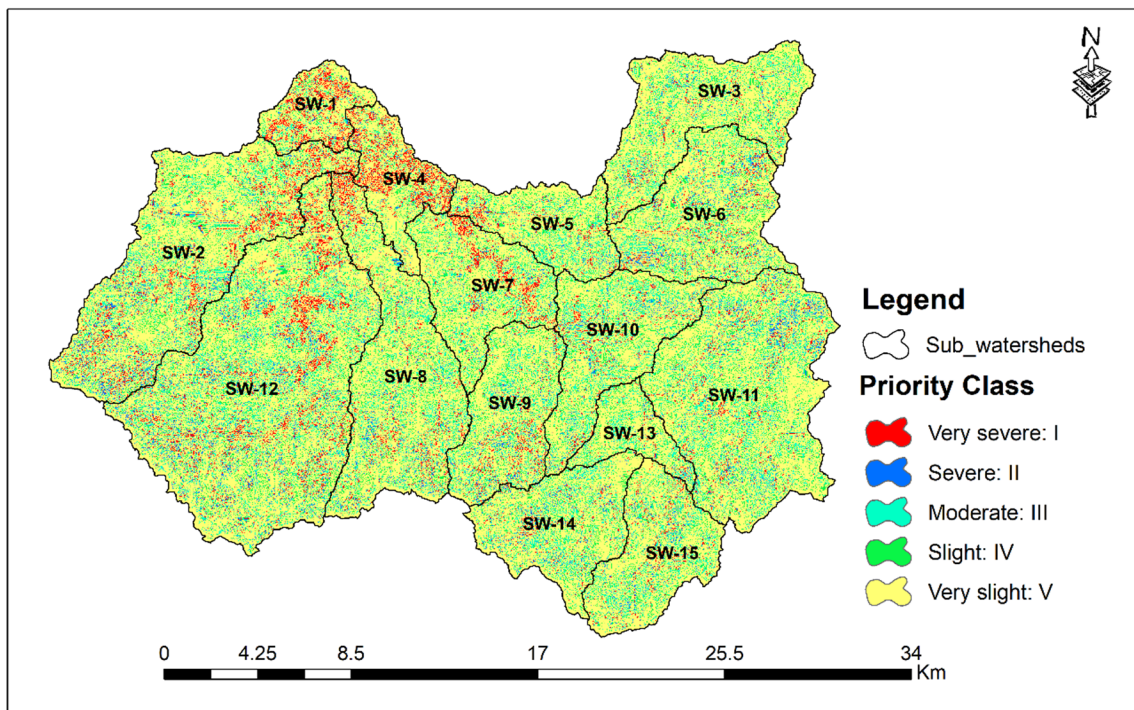 N
SW-1
SW-3
SW-4
SW-6
SW-5
SW-2
SW-7
SW-10
SW-8
SW-12
SW-11
SW-9
SW-13
SW-14
SW-15
Legend
Sub_watersheds
Priority Class
Very severe: I
Severe: II
Moderate: III
Slight: IV
Very slight: V
0 4.25 8.5 17 25.5 34
Km